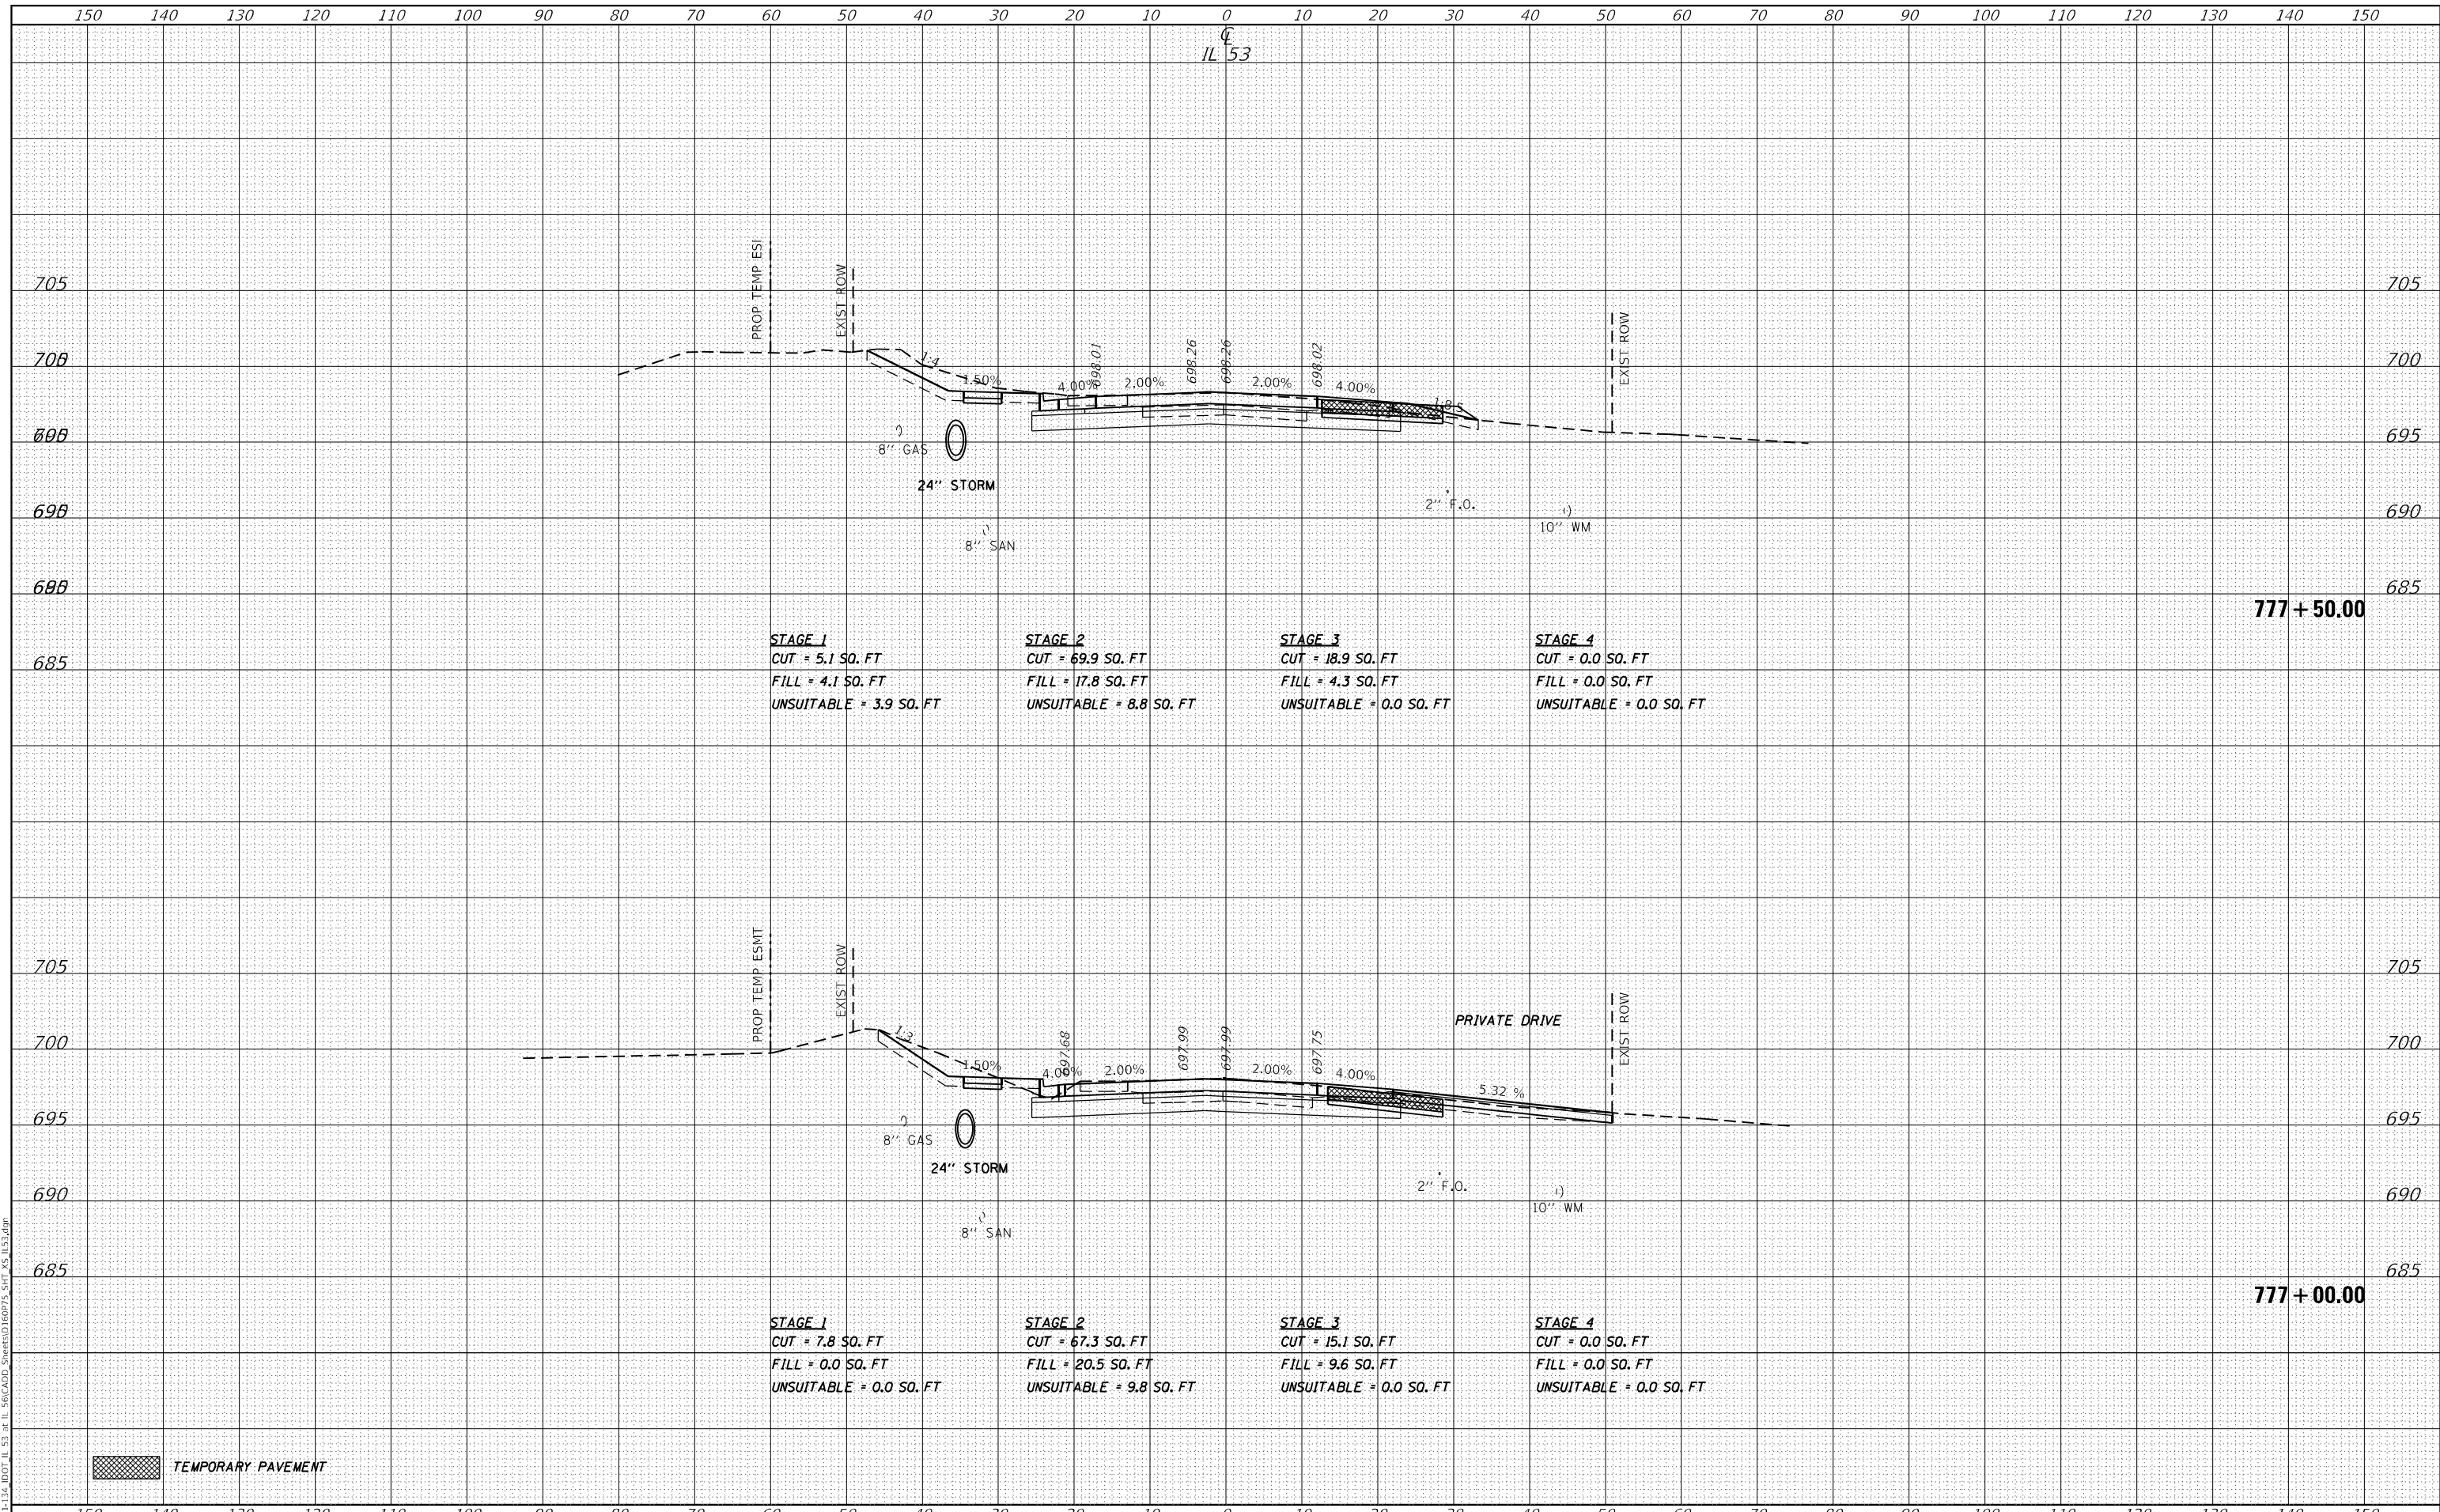 150 140 130 120 110 100 90 80 70 60 50 40 30 20 10 0 10 20 30 40 50 60 70 80 90 100 110 120 130 140 150
℄
IL 53
PROP TEMP ESI
EXIST ROW
EXIST ROW
705 705
700 700
695
690
685
685
1:4
1.50%
4.00%
698.01
2.00%
698.26
698.26
2.00%
698.02
4.00%
1:8
8'' GAS
24'' STORM
8'' SAN
2'' F.O.
10'' WM
777+50.00
STAGE 1
CUT = 5.1 SQ. FT
FILL = 4.1 SQ. FT
UNSUITABLE = 3.9 SQ. FT
STAGE 2
CUT = 69.9 SQ. FT
FILL = 17.8 SQ. FT
UNSUITABLE = 8.8 SQ. FT
STAGE 3
CUT = 18.9 SQ. FT
FILL = 4.3 SQ. FT
UNSUITABLE = 0.0 SQ. FT
STAGE 4
CUT = 0.0 SQ. FT
FILL = 0.0 SQ. FT
UNSUITABLE = 0.0 SQ. FT
PROP TEMP ESMT
EXIST ROW
EXIST ROW
PRIVATE DRIVE
705 705
700 700
695 695
690 690
685 685
1:3
1.50%
4.00%
697.68
2.00%
697.99
697.99
2.00%
697.75
4.00%
5.32 %
8'' GAS
24'' STORM
8'' SAN
2'' F.O.
10'' WM
777+00.00
STAGE 1
CUT = 7.8 SQ. FT
FILL = 0.0 SQ. FT
UNSUITABLE = 0.0 SQ. FT
STAGE 2
CUT = 67.3 SQ. FT
FILL = 20.5 SQ. FT
UNSUITABLE = 9.8 SQ. FT
STAGE 3
CUT = 15.1 SQ. FT
FILL = 9.6 SQ. FT
UNSUITABLE = 0.0 SQ. FT
STAGE 4
CUT = 0.0 SQ. FT
FILL = 0.0 SQ. FT
UNSUITABLE = 0.0 SQ. FT
TEMPORARY PAVEMENT